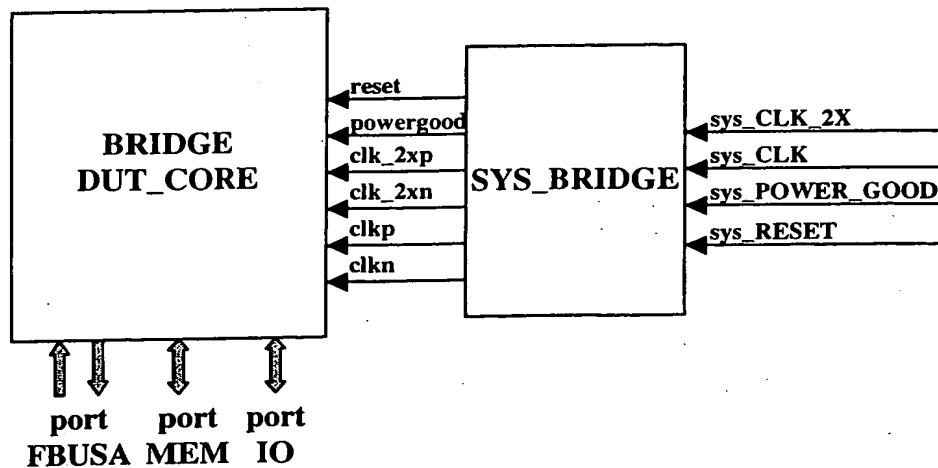 BRIDGE
DUT_CORE
reset
powergood
clk_2xp
clk_2xn
clkp
clkn
SYS_BRIDGE
sys_CLK_2X
sys_CLK
sys_POWER_GOOD
sys_RESET
port
FBUSA
port
MEM
port
IO